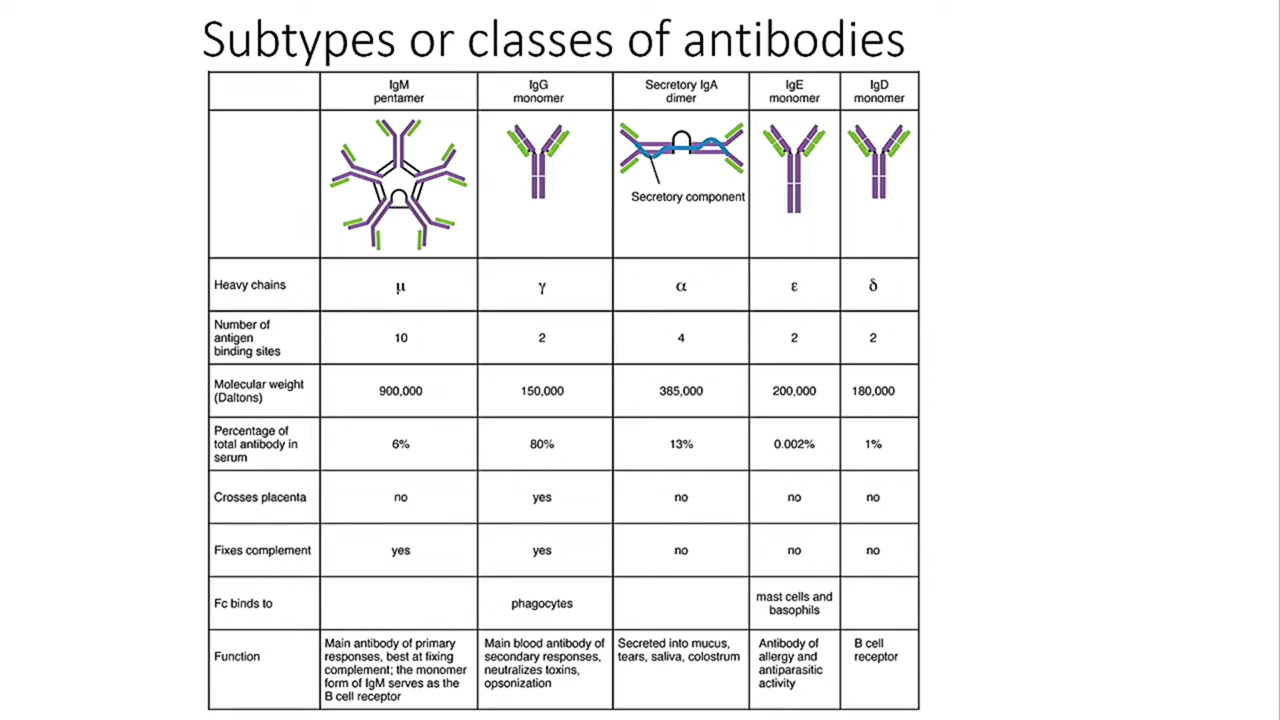 Subtypes or classes of antibodies
IgM
pentamer
IgG
monomer
Secretory IgA
dimer
IgE
monomer
IgD
monomer
Secretory component
Heavy chains
μ
γ
α
ε
δ
Number of
antigen
binding sites
10
2
4
2
2
Molecular weight
(Daltons)
900,000
150,000
385,000
200,000
180,000
Percentage of
total antibody in
serum
6%
80%
13%
0.002%
1%
Crosses placenta
no
yes
no
no
no
Fixes complement
yes
yes
no
no
no
Fc binds to
phagocytes
mast cells and
basophils
Function
Main antibody of primary
responses, best at fixing
complement; the monomer
form of IgM serves as the
B cell receptor
Main blood antibody of
secondary responses,
neutralizes toxins,
opsonization
Secreted into mucus,
tears, saliva, colostrum
Antibody of
allergy and
antiparasitic
activity
B cell
receptor